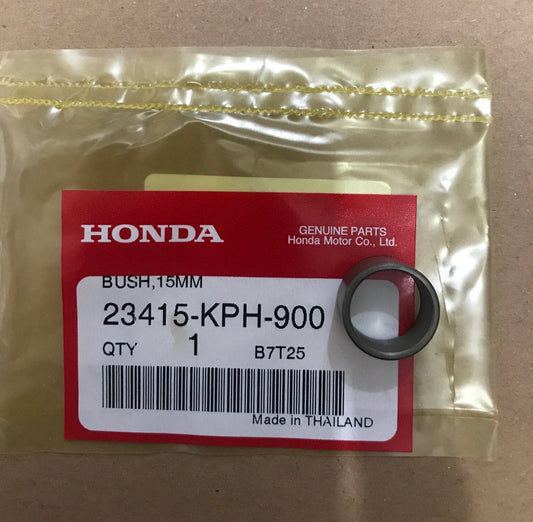 HONDA
GENUINE PARTS
Honda Motor Co., Ltd.
BUSH,15MM
23415-KPH-900
QTY 1 B7T25
Made in THAILAND